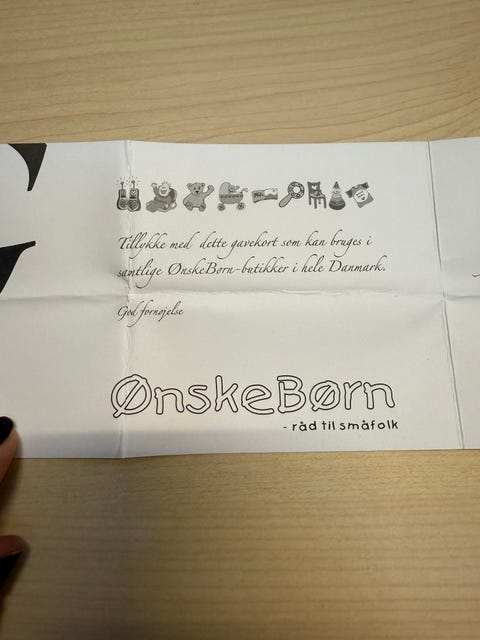 Tillykke med dette gavekort som kan bruges i
samtlige ØnskeBørn-butikker i hele Danmark.
God fornøjelse
ØnskeBørn
- råd til småfolk